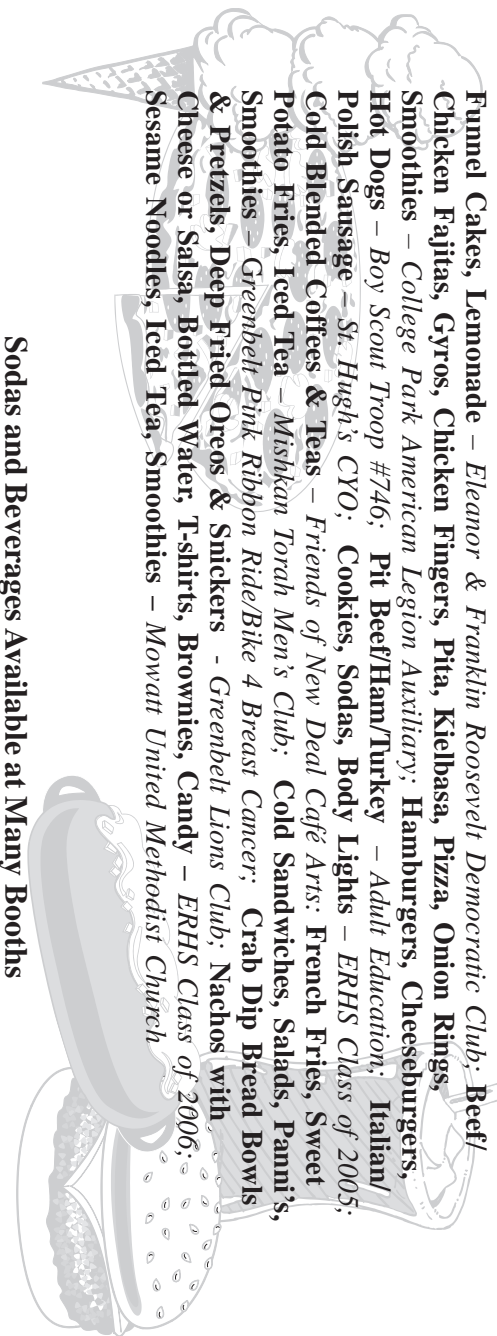 Funnel Cakes, Lemonade – Eleanor & Franklin Roosevelt Democratic Club; Beef/
Chicken Fajitas, Gyros, Chicken Fingers, Pita, Kielbasa, Pizza, Onion Rings,
Smoothies – College Park American Legion Auxiliary; Hamburgers, Cheeseburgers,
Hot Dogs – Boy Scout Troop #746; Pit Beef/Ham/Turkey – Adult Education; Italian/
Polish Sausage – St. Hugh's CYO; Cookies, Sodas, Body Lights – ERHS Class of 2005;
Cold Blended Coffees & Teas – Friends of New Deal Café Arts; French Fries, Sweet
Potato Fries, Iced Tea – Mishkan Torah Men's Club; Cold Sandwiches, Salads, Panni's,
Smoothies – Greenbelt Pink Ribbon Ride/Bike 4 Breast Cancer; Crab Dip Bread Bowls
& Pretzels, Deep Fried Oreos & Snickers - Greenbelt Lions Club; Nachos with
Cheese or Salsa, Bottled Water, T-shirts, Brownies, Candy – ERHS Class of 2006;
Sesame Noodles, Iced Tea, Smoothies – Mowatt United Methodist Church
Sodas and Beverages Available at Many Booths